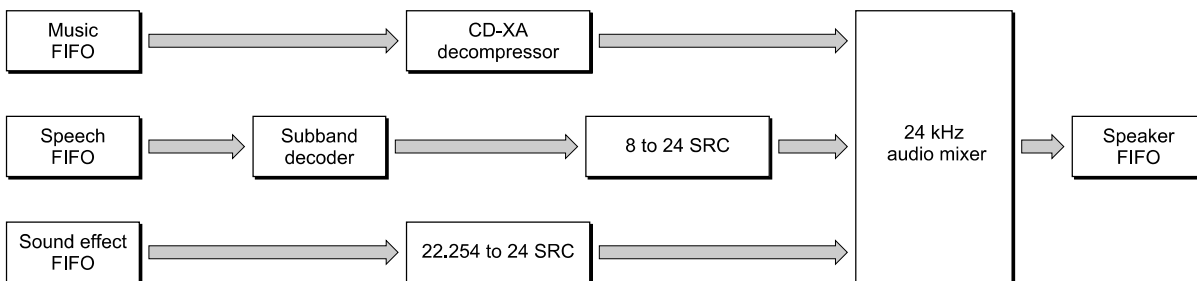 Music
FIFO
CD-XA
decompressor
Speech
FIFO
Subband
decoder
8 to 24 SRC
24 kHz
audio mixer
Speaker
FIFO
Sound effect
FIFO
22.254 to 24 SRC